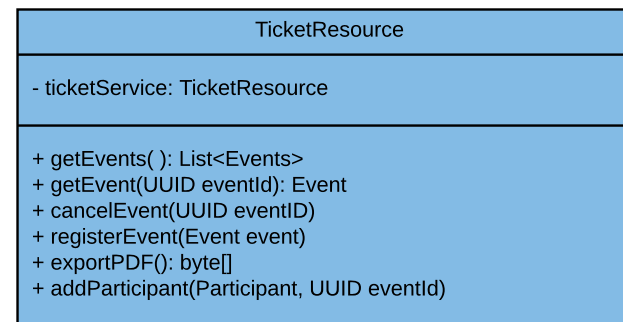 TicketResource
- ticketService: TicketResource
+ getEvents( ): List<Events>
+ getEvent(UUID eventId): Event
+ cancelEvent(UUID eventID)
+ registerEvent(Event event)
+ exportPDF(): byte[]
+ addParticipant(Participant, UUID eventId)